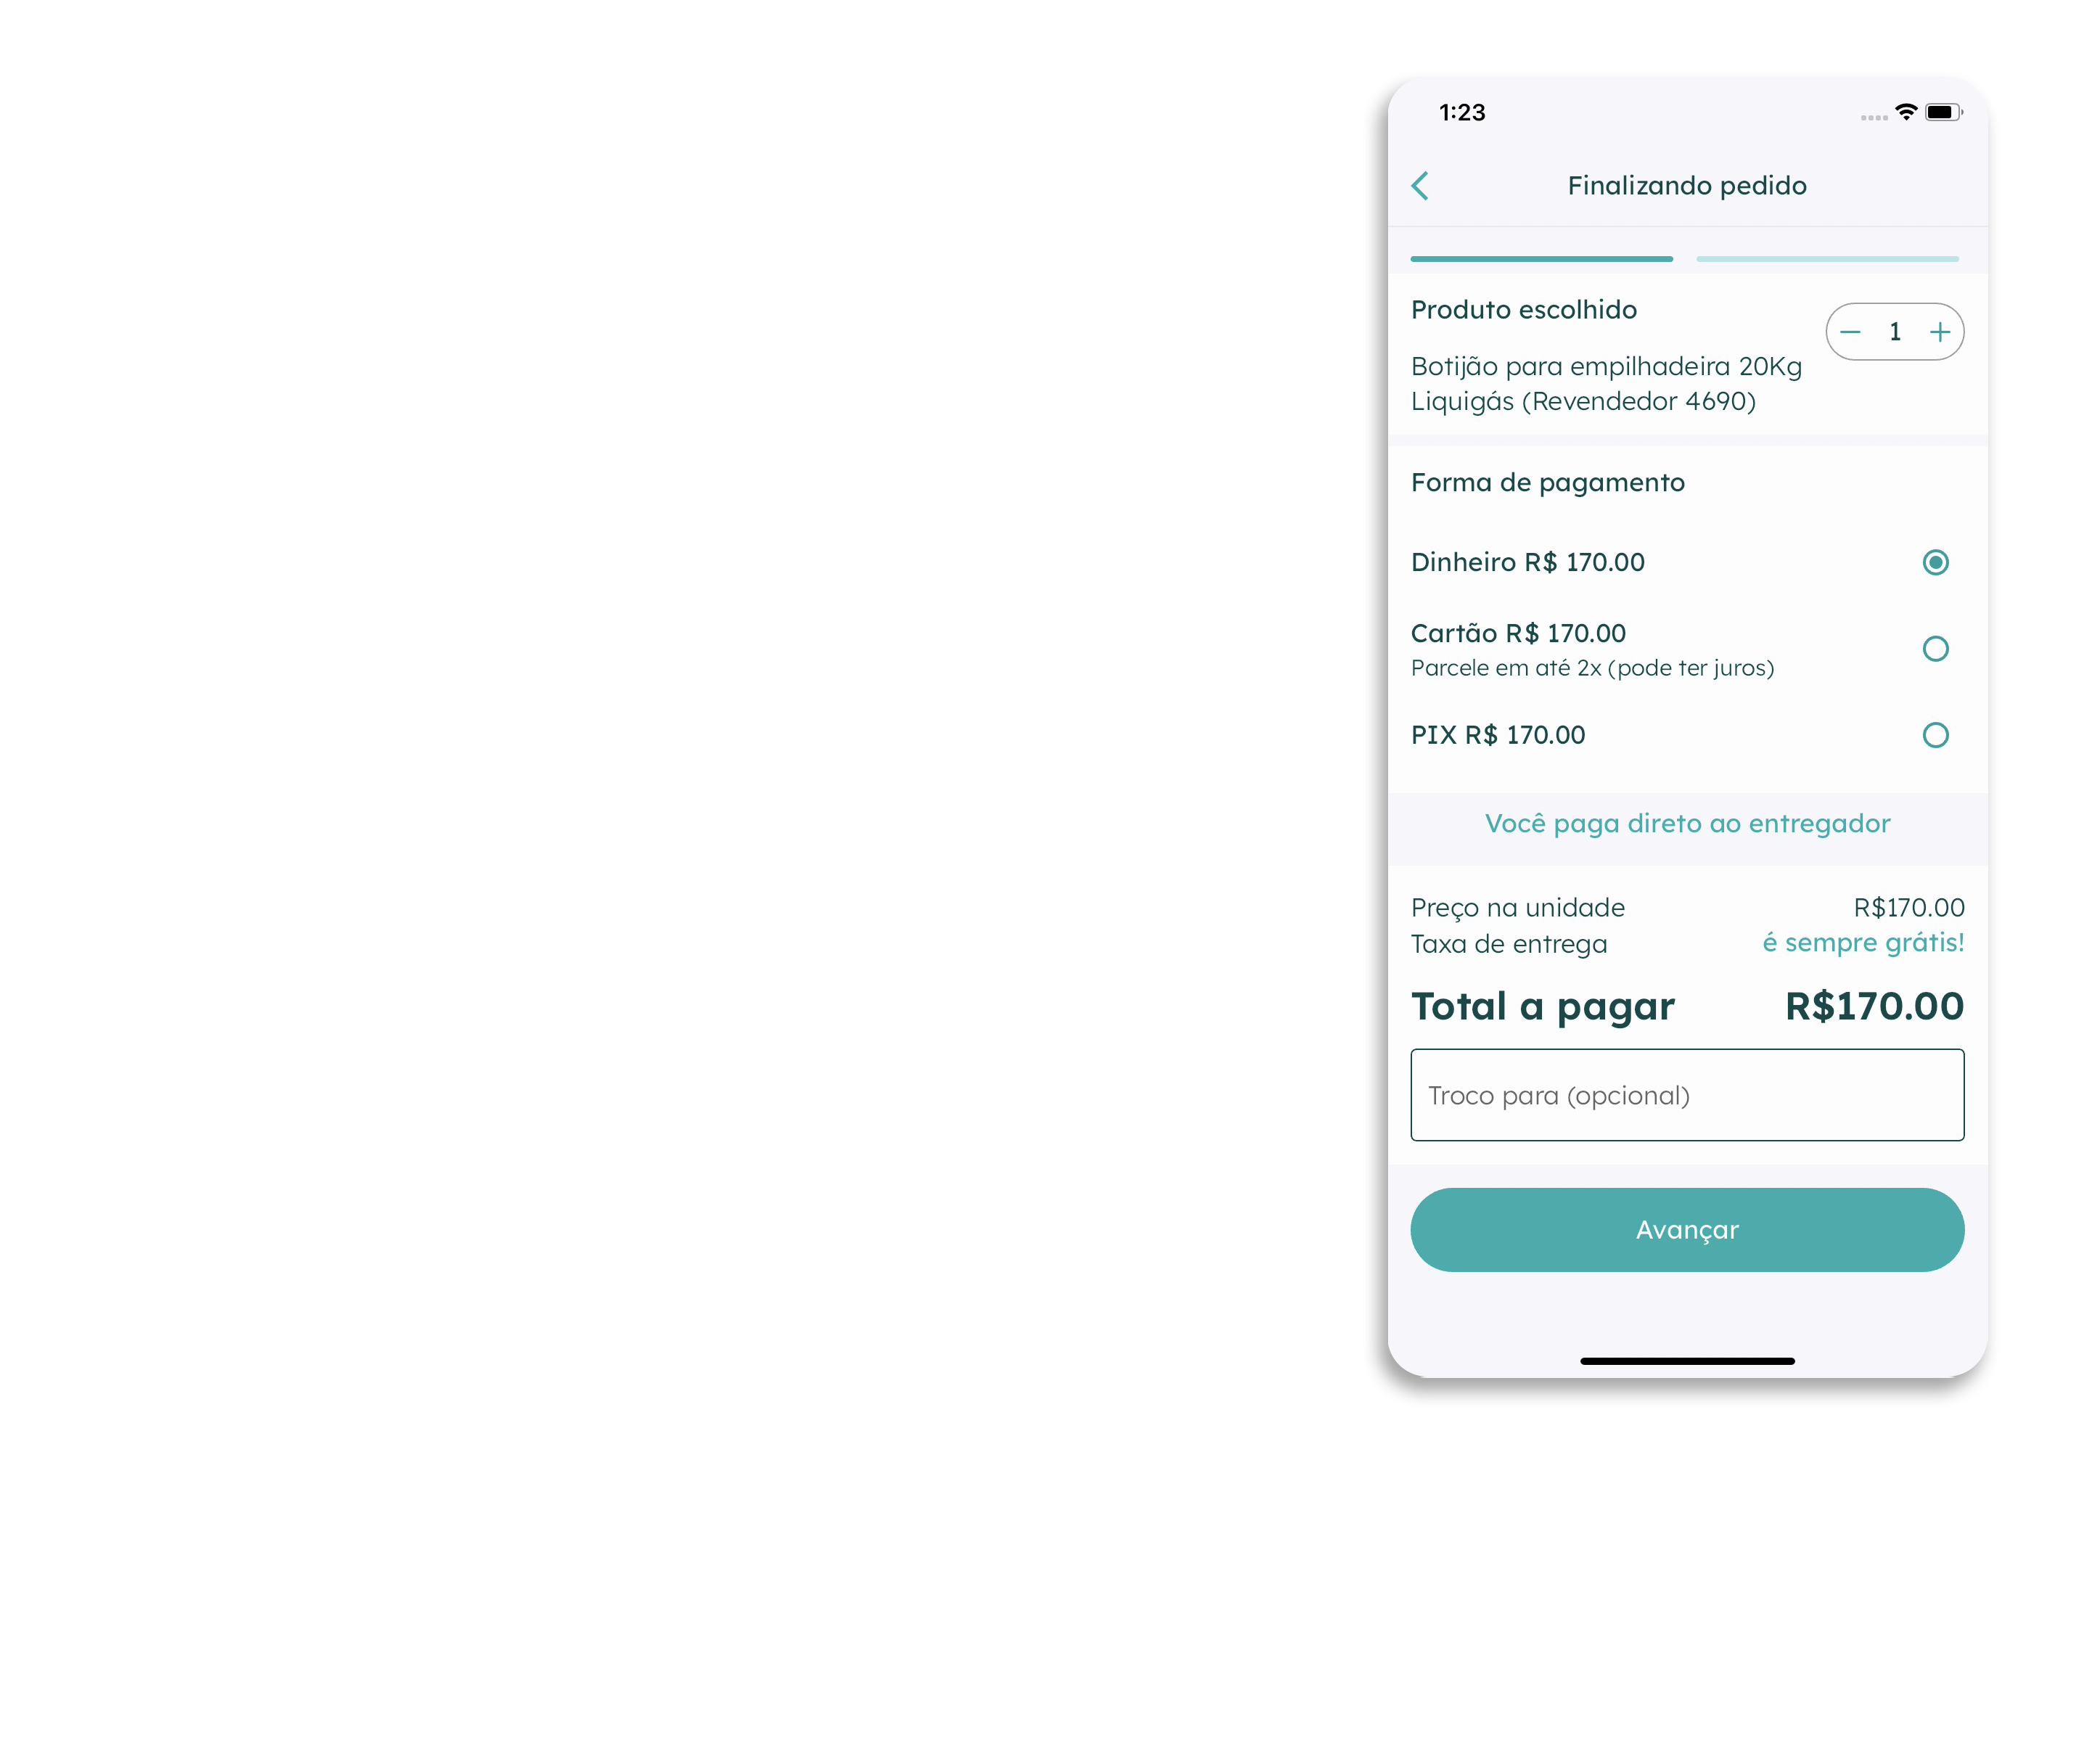 1:23
Finalizando pedido
Produto escolhido
1
Botijão para empilhadeira 20Kg
Liquigás (Revendedor 4690)
Forma de pagamento
Dinheiro R$ 170.00
Cartão R$ 170.00
Parcele em até 2x (pode ter juros)
PIX R$ 170.00
Você paga direto ao entregador
Preço na unidade R$170.00
Taxa de entrega é sempre grátis!
Total a pagar R$170.00
Troco para (opcional)
Avançar